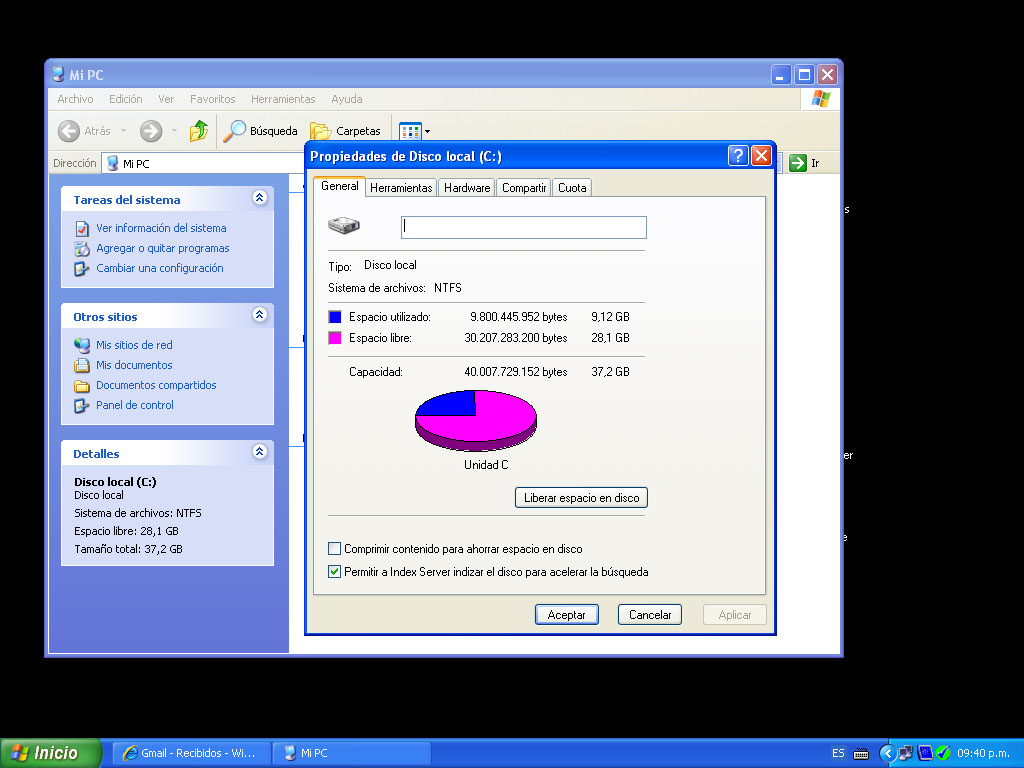 Mi PC
Archivo Edición Ver Favoritos Herramientas Ayuda
Atrás Búsqueda Carpetas
Dirección Mi PC Ir
Tareas del sistema
Ver información del sistema
Agregar o quitar programas
Cambiar una configuración
Otros sitios
Mis sitios de red
Mis documentos
Documentos compartidos
Panel de control
Detalles
Disco local (C:)
Disco local
Sistema de archivos: NTFS
Espacio libre: 28,1 GB
Tamaño total: 37,2 GB
Propiedades de Disco local (C:)
General Herramientas Hardware Compartir Cuota
Tipo: Disco local
Sistema de archivos: NTFS
Espacio utilizado: 9.800.445.952 bytes 9,12 GB
Espacio libre: 30.207.283.200 bytes 28,1 GB
Capacidad: 40.007.729.152 bytes 37,2 GB
Unidad C
Liberar espacio en disco
Comprimir contenido para ahorrar espacio en disco
Permitir a Index Server indizar el disco para acelerar la búsqueda
Aceptar Cancelar Aplicar
s
er
e
Inicio Gmail - Recibidos - Wi... Mi PC ES 09:40 p.m.